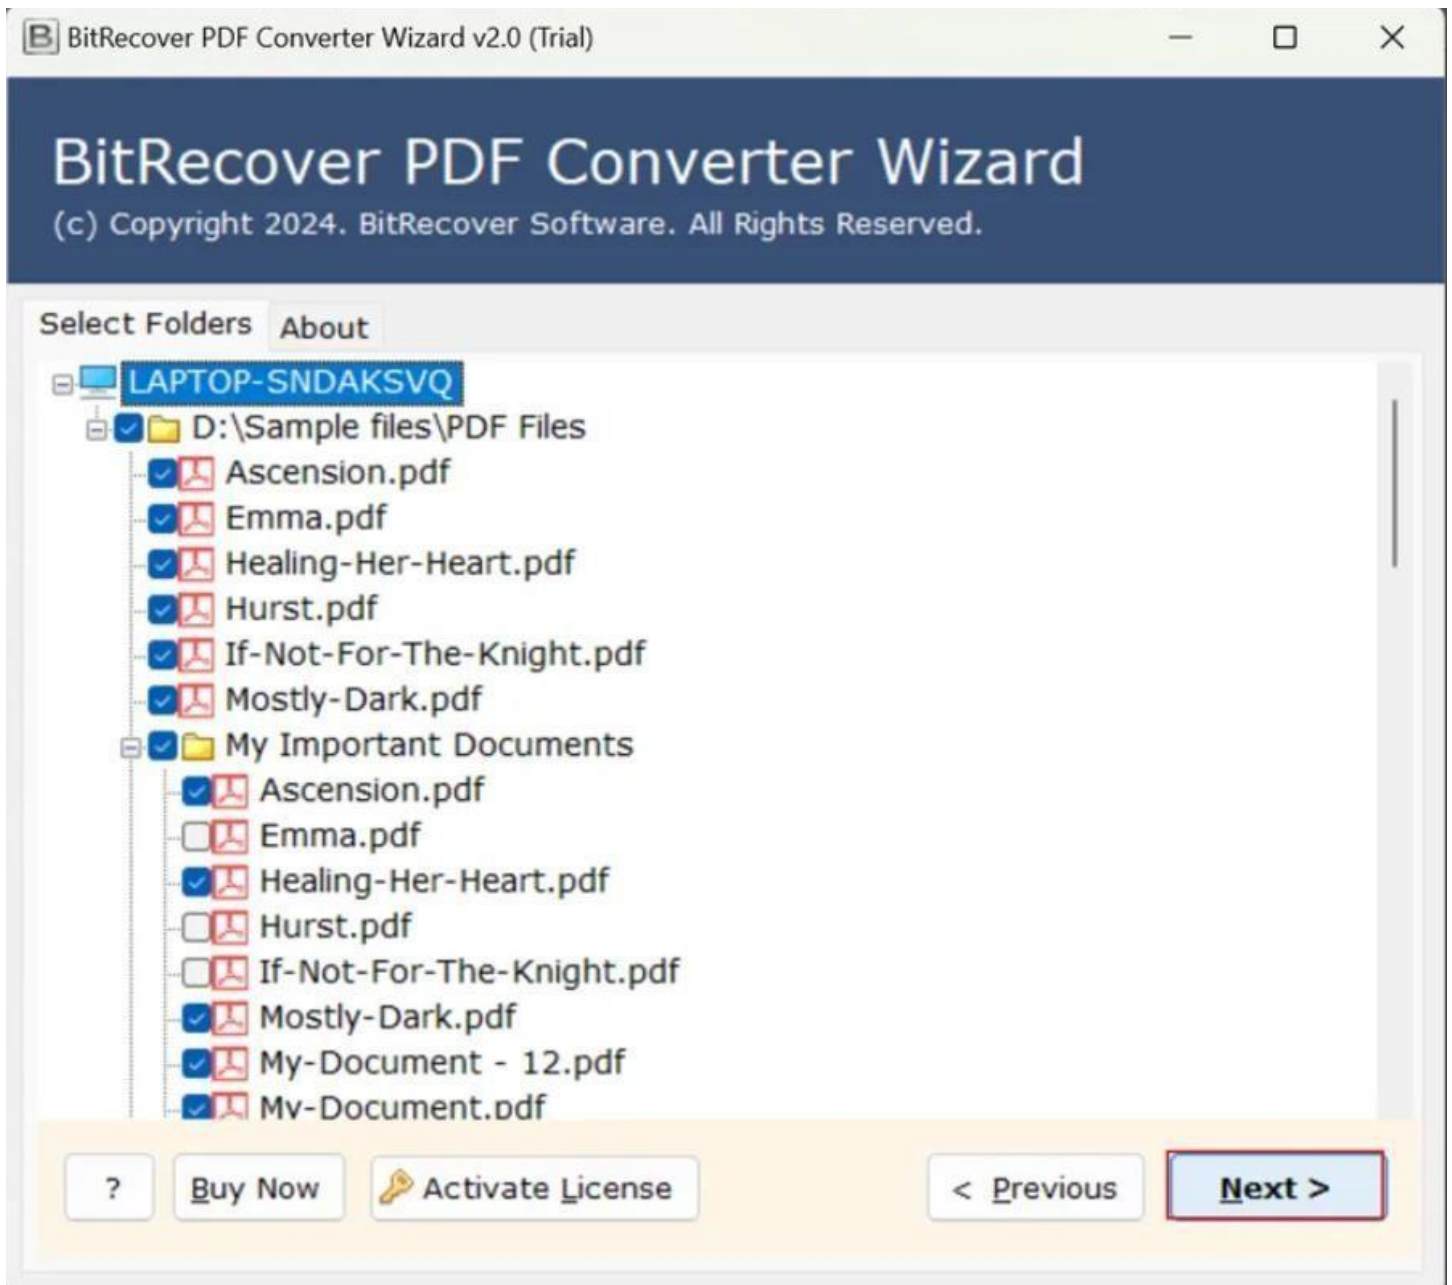 BitRecover PDF Converter Wizard v2.0 (Trial)
BitRecover PDF Converter Wizard
(c) Copyright 2024. BitRecover Software. All Rights Reserved.
Select Folders About
LAPTOP-SNDAKSVQ
D:\Sample files\PDF Files
Ascension.pdf
Emma.pdf
Healing-Her-Heart.pdf
Hurst.pdf
If-Not-For-The-Knight.pdf
Mostly-Dark.pdf
My Important Documents
Ascension.pdf
Emma.pdf
Healing-Her-Heart.pdf
Hurst.pdf
If-Not-For-The-Knight.pdf
Mostly-Dark.pdf
My-Document - 12.pdf
My-Document.pdf
? Buy Now Activate License < Previous Next >